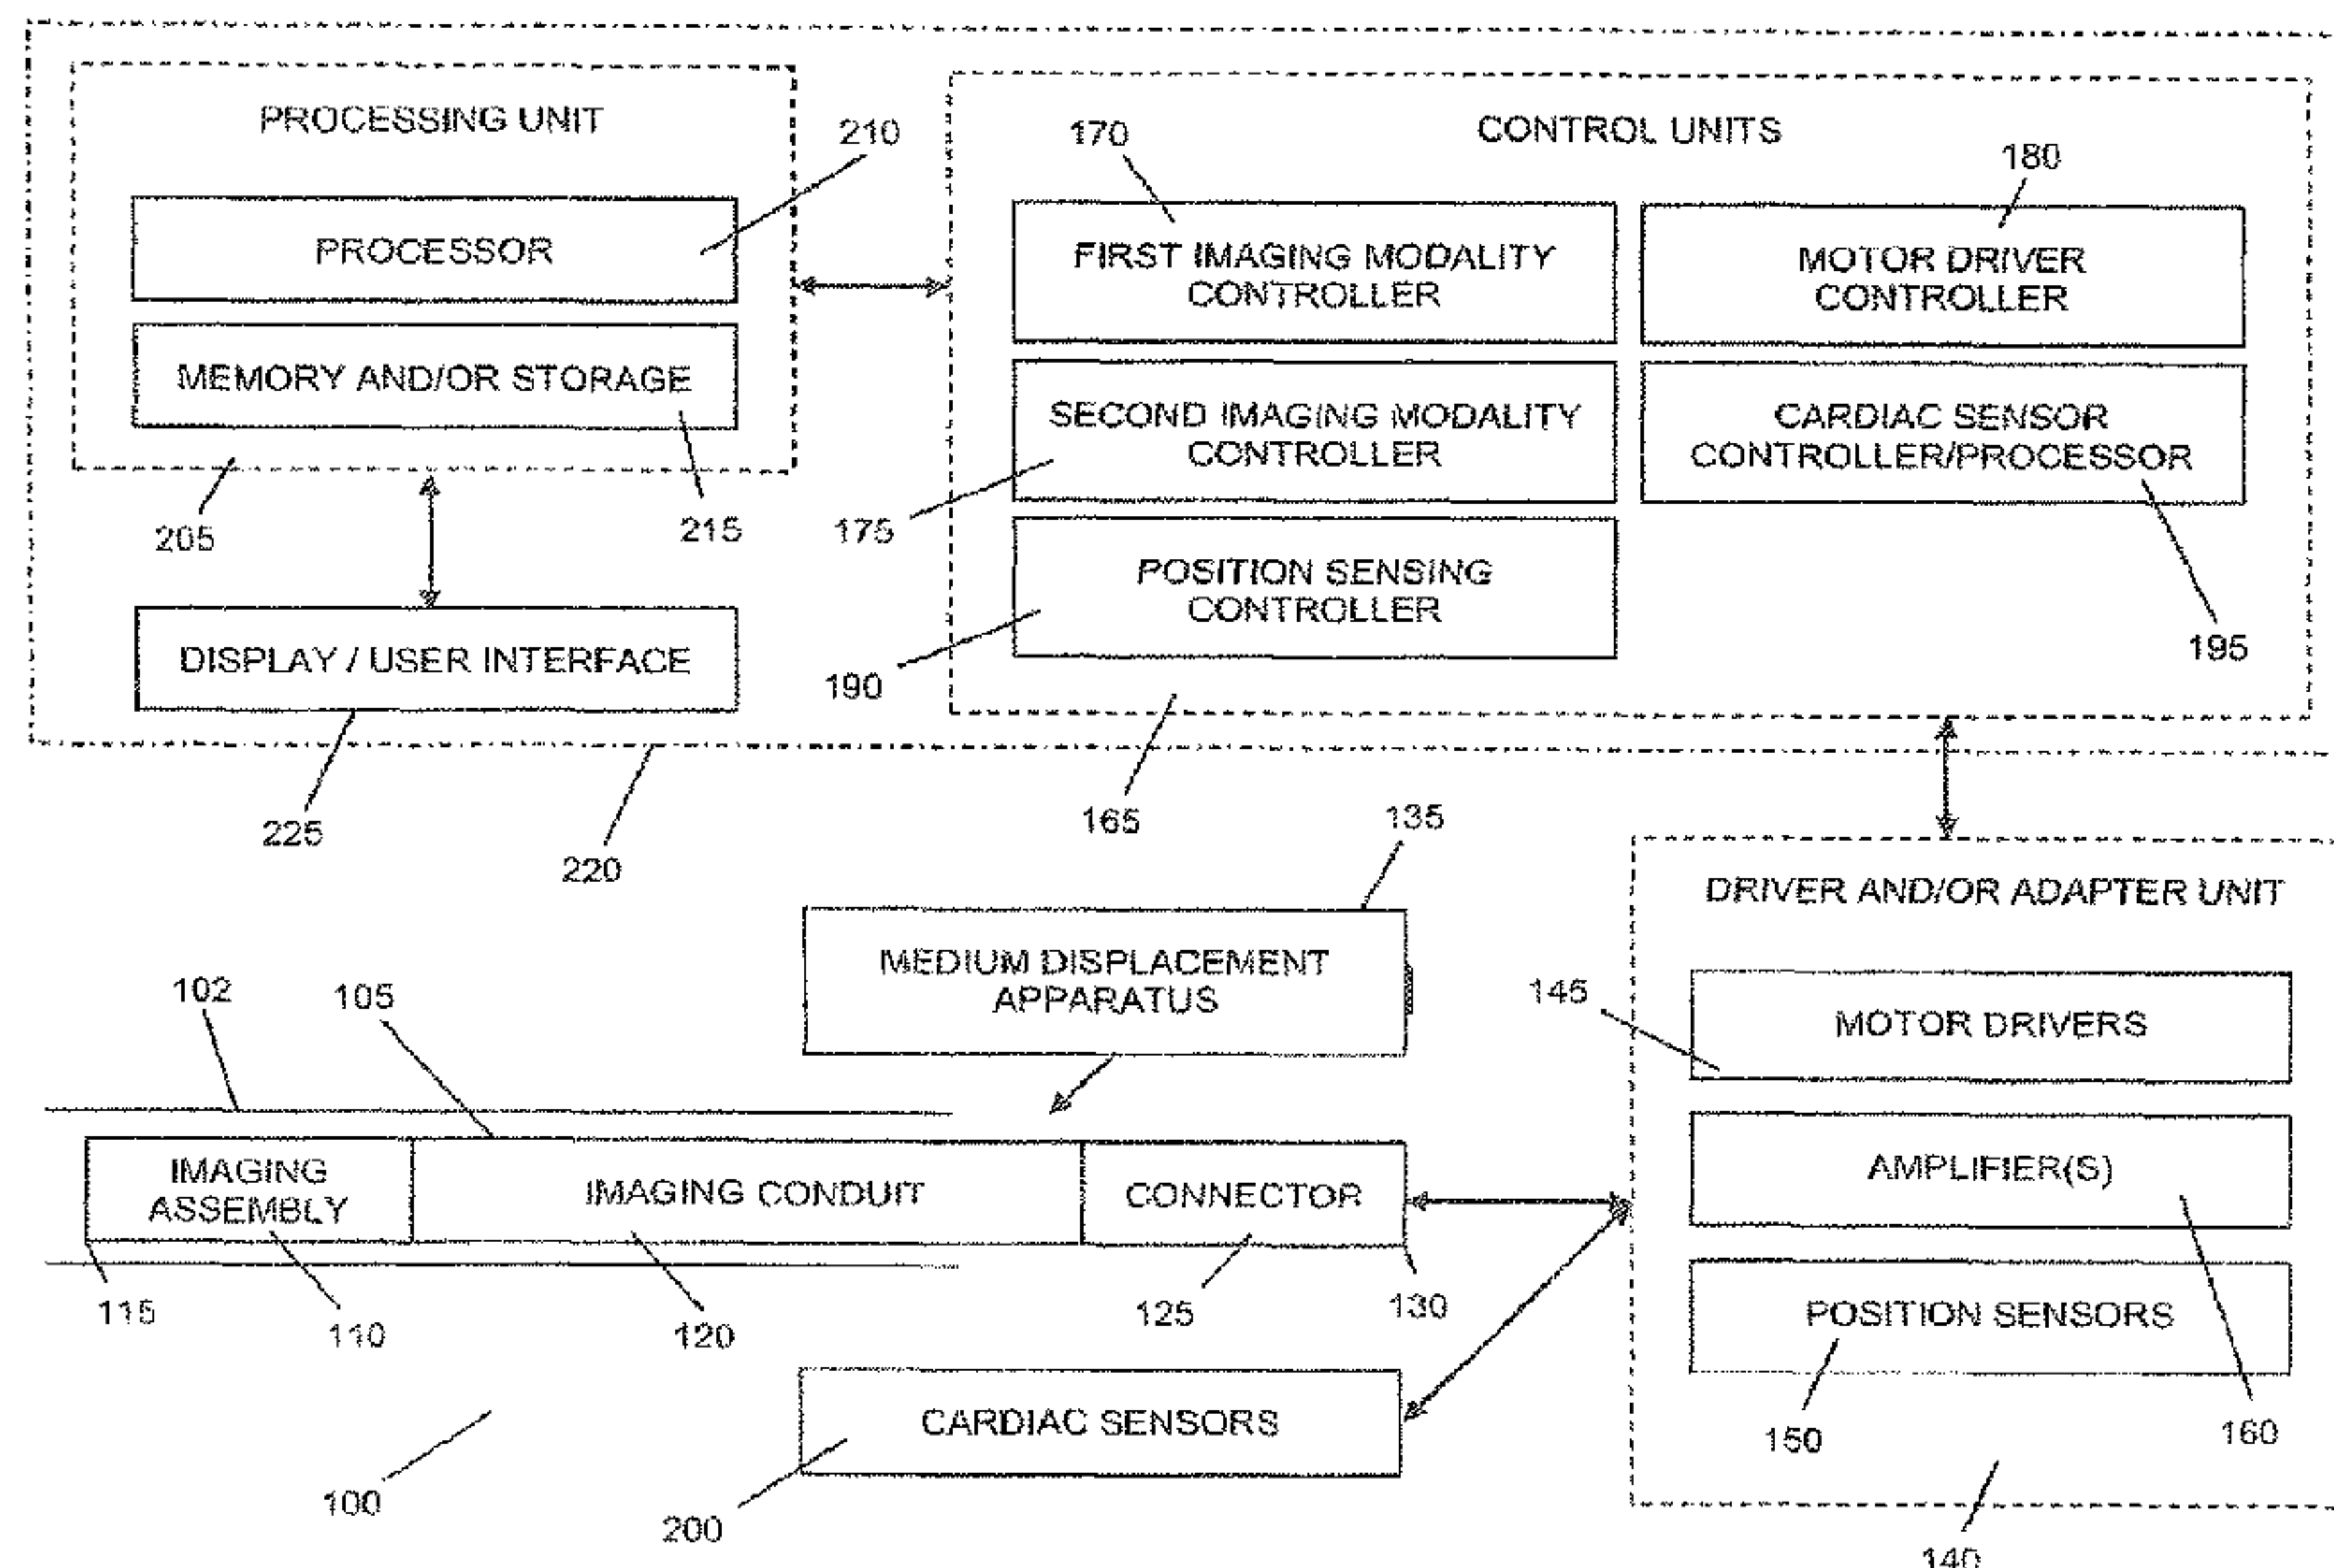 PROCESSING UNIT
210
PROCESSOR
MEMORY AND/OR STORAGE
205
215
DISPLAY / USER INTERFACE
225
220
CONTROL UNITS
170
180
FIRST IMAGING MODALITY
CONTROLLER
MOTOR DRIVER
CONTROLLER
SECOND IMAGING MODALITY
CONTROLLER
CARDIAC SENSOR
CONTROLLER/PROCESSOR
175
POSITION SENSING
CONTROLLER
190
195
165
135
MEDIUM DISPLACEMENT
APPARATUS
102
105
IMAGING
ASSEMBLY
IMAGING CONDUIT
CONNECTOR
115
110
120
125
130
CARDIAC SENSORS
100
200
DRIVER AND/OR ADAPTER UNIT
145
MOTOR DRIVERS
AMPLIFIER(S)
POSITION SENSORS
150
160
140